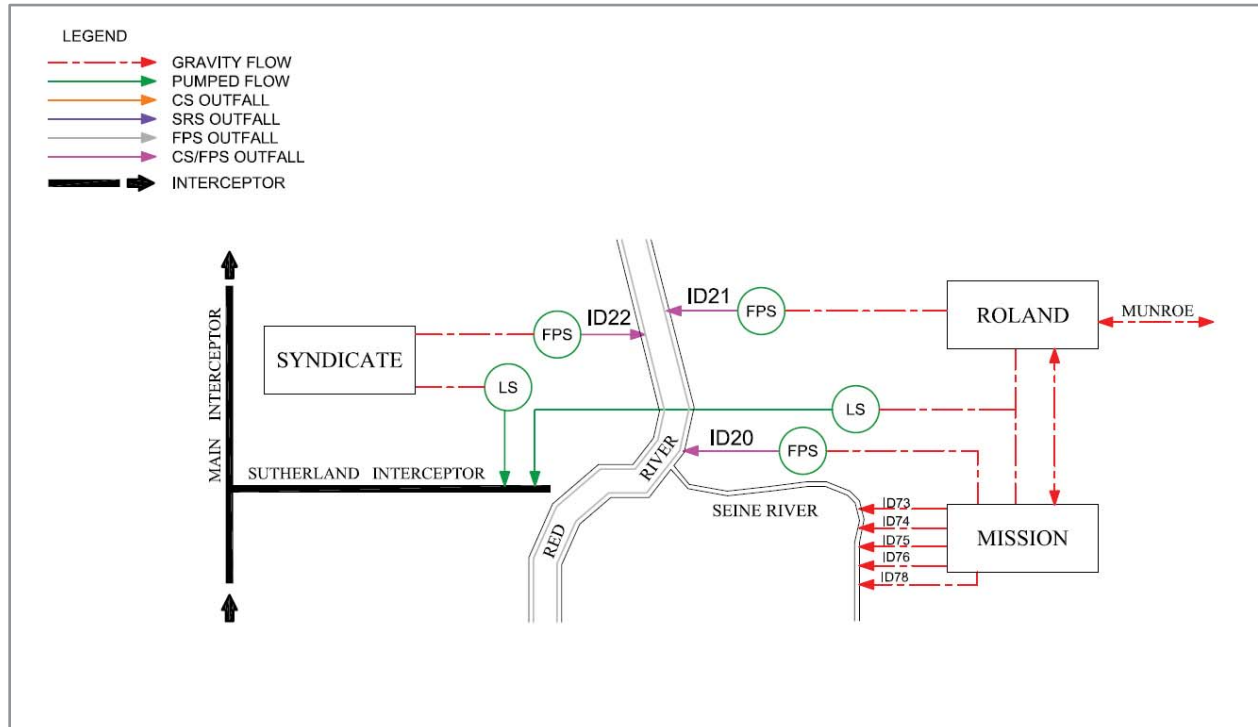 LEGEND
GRAVITY FLOW
PUMPED FLOW
CS OUTFALL
SRS OUTFALL
FPS OUTFALL
CS/FPS OUTFALL
INTERCEPTOR
MAIN INTERCEPTOR
SYNDICATE
FPS
ID22
LS
SUTHERLAND INTERCEPTOR
RED RIVER
ID21
FPS
ROLAND
MUNROE
LS
ID20
FPS
SEINE RIVER
ID73
ID74
ID75
ID76
ID78
MISSION